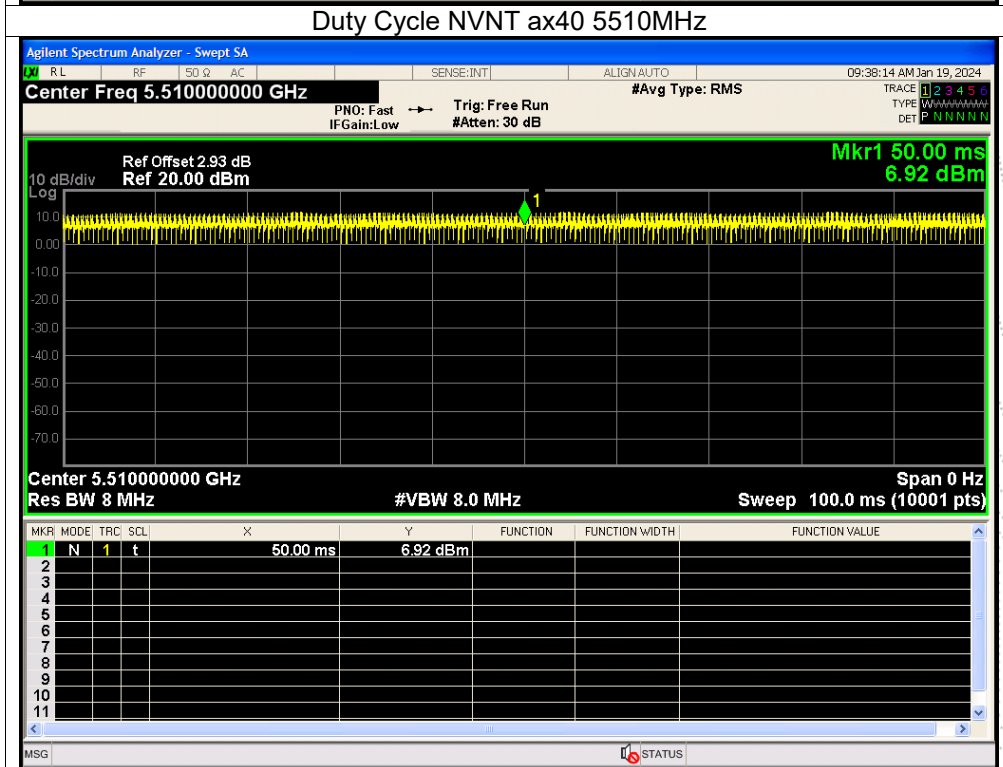 Duty Cycle NVNT ax40 5510MHz
Agilent Spectrum Analyzer - Swept SA
LXI RL RF 50 Ω AC SENSE:INT ALIGN AUTO 09:38:14 AM Jan 19, 2024
Center Freq 5.510000000 GHz #Avg Type: RMS TRACE 1 2 3 4 5 6
PNO: Fast Trig: Free Run TYPE WWWWWW
IFGain:Low #Atten: 30 dB DET P N N N N N
Mkr1 50.00 ms
Ref Offset 2.93 dB
10 dB/div Ref 20.00 dBm 6.92 dBm
Log
1
10.0
0.00
-10.0
-20.0
-30.0
-40.0
-50.0
-60.0
-70.0
Center 5.510000000 GHz Span 0 Hz
Res BW 8 MHz #VBW 8.0 MHz Sweep 100.0 ms (10001 pts)
MKR MODE TRC SCL X Y FUNCTION FUNCTION WIDTH FUNCTION VALUE
1 N 1 t 50.00 ms 6.92 dBm
2
3
4
5
6
7
8
9
10
11
MSG STATUS